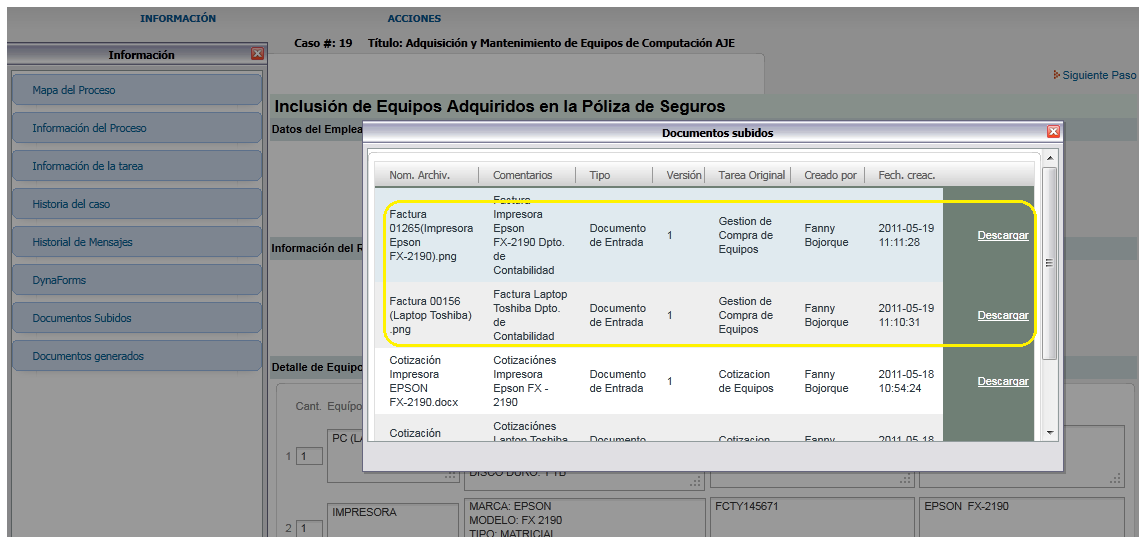 INFORMACIÓN
ACCIONES
Caso #: 19 Título: Adquisición y Mantenimiento de Equipos de Computación AJE
Información
Siguiente Paso
Mapa del Proceso
Información del Proceso
Información de la tarea
Historia del caso
Historial de Mensajes
DynaForms
Documentos Subidos
Documentos generados
Inclusión de Equipos Adquiridos en la Póliza de Seguros
Datos del Emplea
Información del R
Detalle de Equipo
Documentos subidos
Nom. Archiv. Comentarios Tipo Versión Tarea Original Creado por Fech. creac.
Factura
01265(Impresora
Epson
FX-2190).png
Factura
Impresora
Epson
FX-2190 Dpto.
de
Contabilidad
Documento
de Entrada
1
Gestion de
Compra de
Equipos
Fanny
Bojorque
2011-05-19
11:11:28
Descargar
Factura 00156
(Laptop Toshiba)
.png
Factura Laptop
Toshiba Dpto.
de
Contabilidad
Documento
de Entrada
1
Gestion de
Compra de
Equipos
Fanny
Bojorque
2011-05-19
11:10:31
Descargar
Cotización
Impresora
EPSON
FX-2190.docx
Cotizaciónes
Impresora
Epson FX -
2190
Documento
de Entrada
1
Cotizacion
de Equipos
Fanny
Bojorque
2011-05-18
10:54:24
Descargar
Cotización
Cotizaciónes
Laptop Toshiba
Documento
Cotizacion
Fanny
2011-05-18
Cant. Equipo
1 1 PC (LA
DISCO DURO: 1 TB
2 1 IMPRESORA
MARCA: EPSON
MODELO: FX 2190
TIPO: MATRICIAL
FCTY145671
EPSON FX-2190